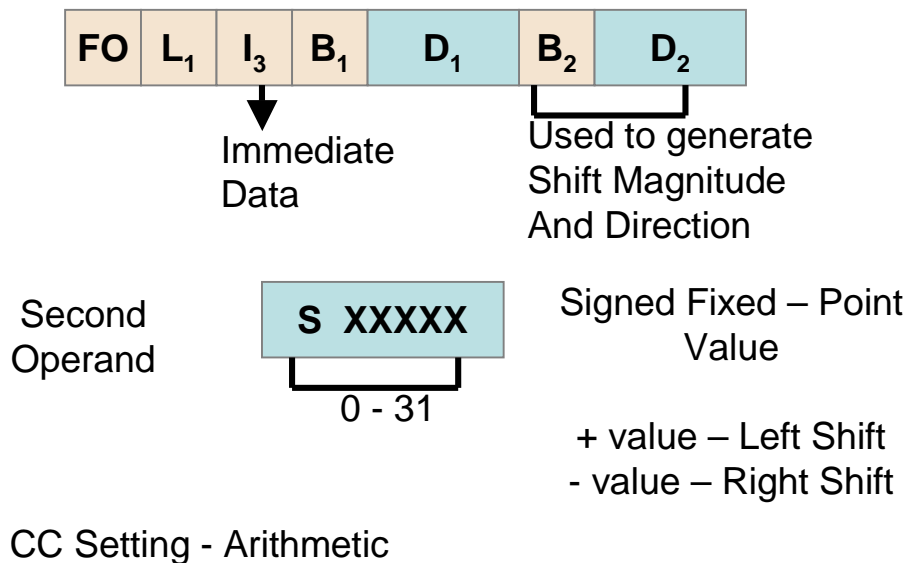 FO L₁ I₃ B₁ D₁ B₂ D₂
Immediate
Data
Used to generate
Shift Magnitude
And Direction
Second
Operand
S XXXXX
0 - 31
Signed Fixed – Point
Value
+ value – Left Shift
- value – Right Shift
CC Setting - Arithmetic